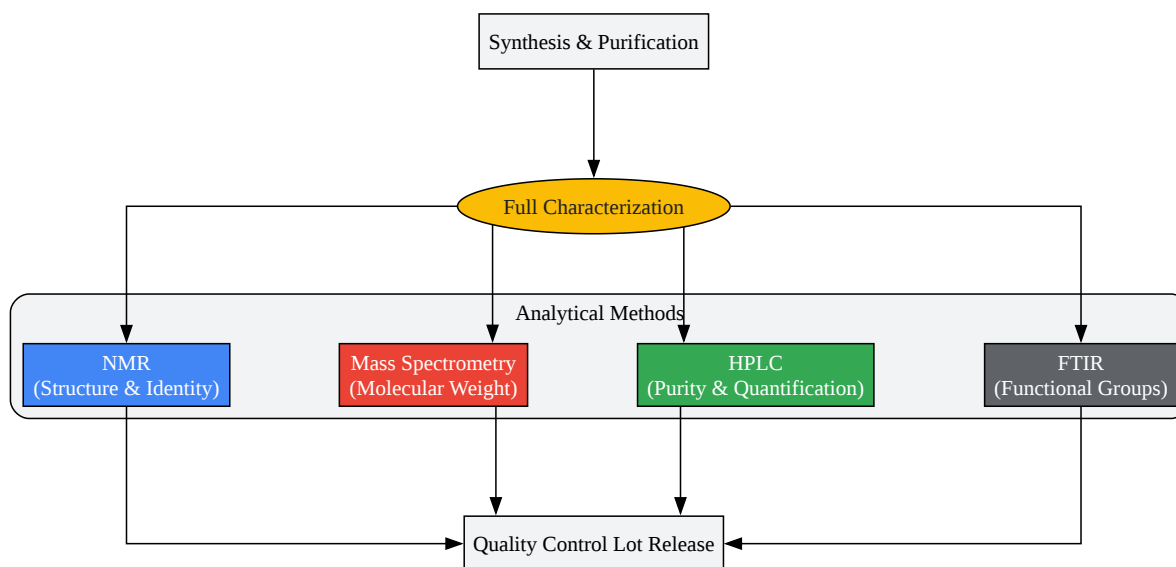 Synthesis & Purification
Full Characterization
Analytical Methods
NMR
(Structure & Identity)
Mass Spectrometry
(Molecular Weight)
HPLC
(Purity & Quantification)
FTIR
(Functional Groups)
Quality Control Lot Release